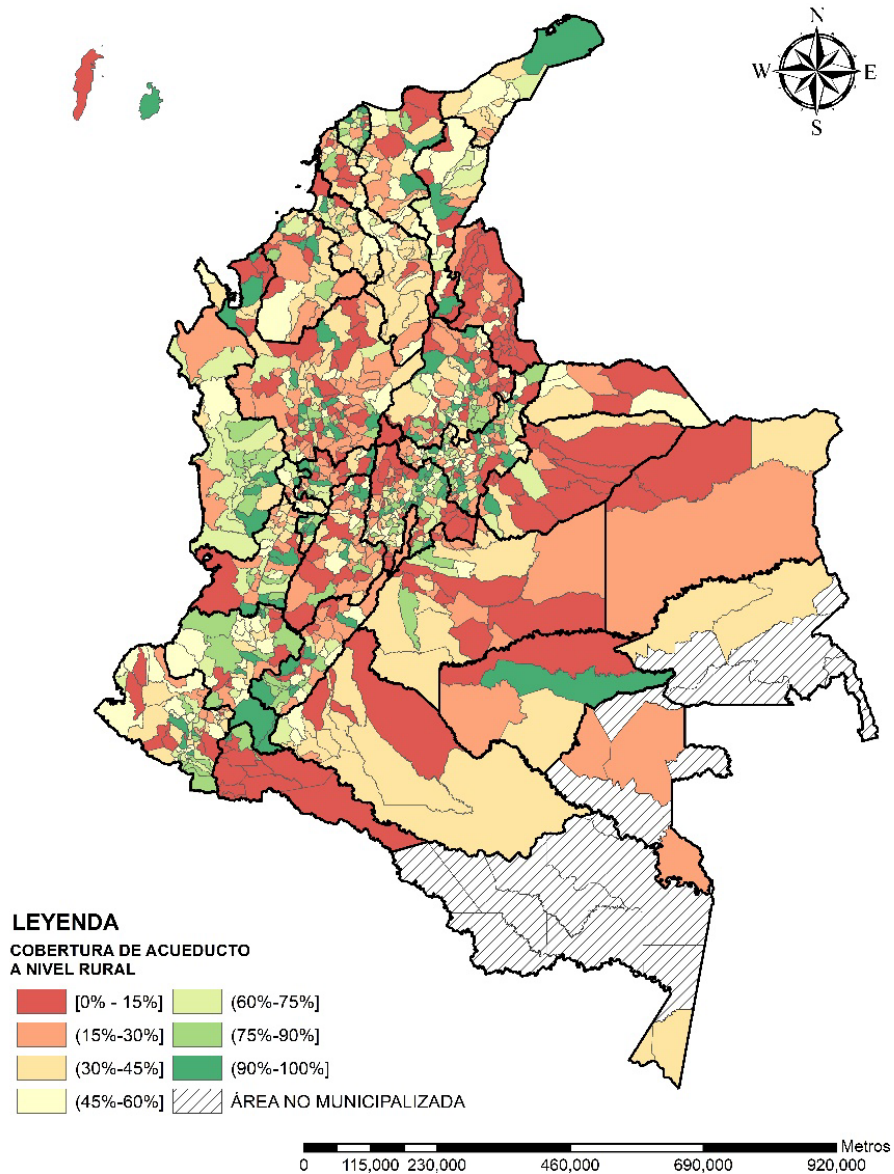 N
W
E
S
LEYENDA
COBERTURA DE ACUEDUCTO
A NIVEL RURAL
[0% - 15%]
(15%-30%]
(30%-45%]
(45%-60%]
(60%-75%]
(75%-90%]
(90%-100%]
ÁREA NO MUNICIPALIZADA
Metros
0 115,000 230,000 460,000 690,000 920,000